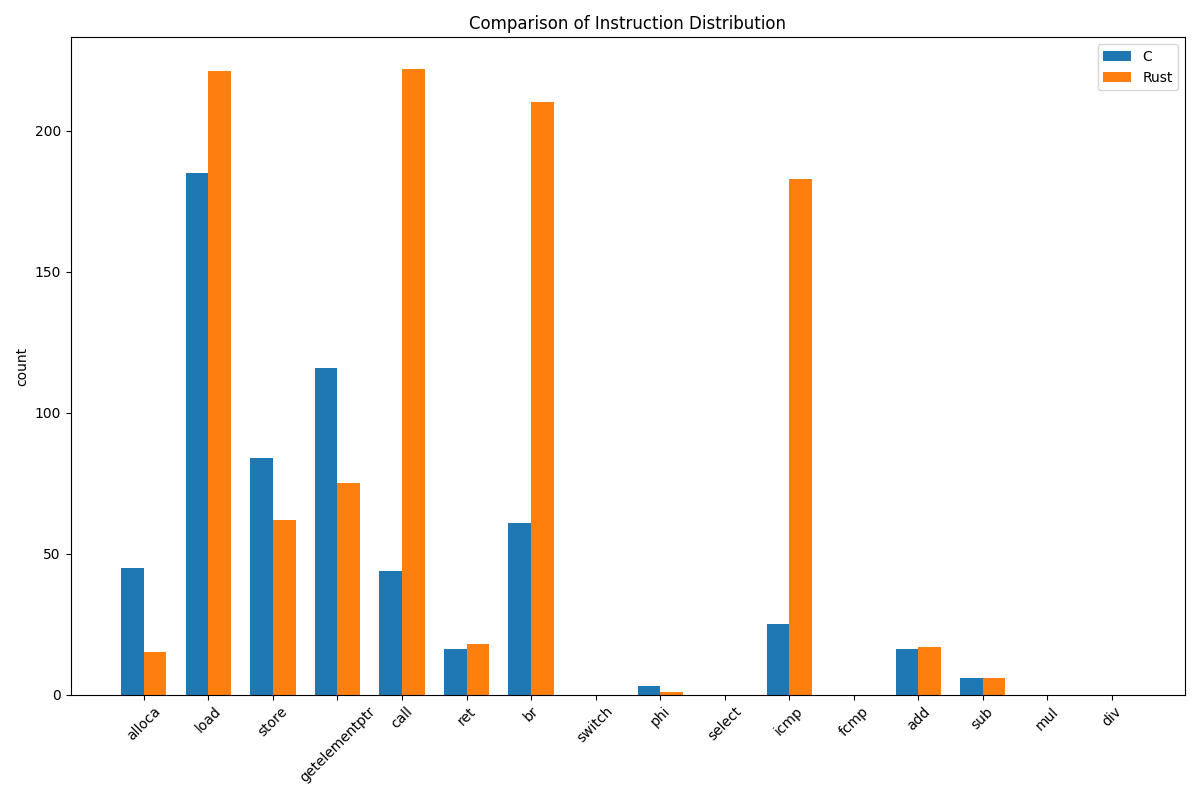 Comparison of Instruction Distribution
C
Rust
count
200
150
100
50
0
alloca
load
store
getelementptr
call
ret
br
switch
phi
select
icmp
fcmp
add
sub
mul
div